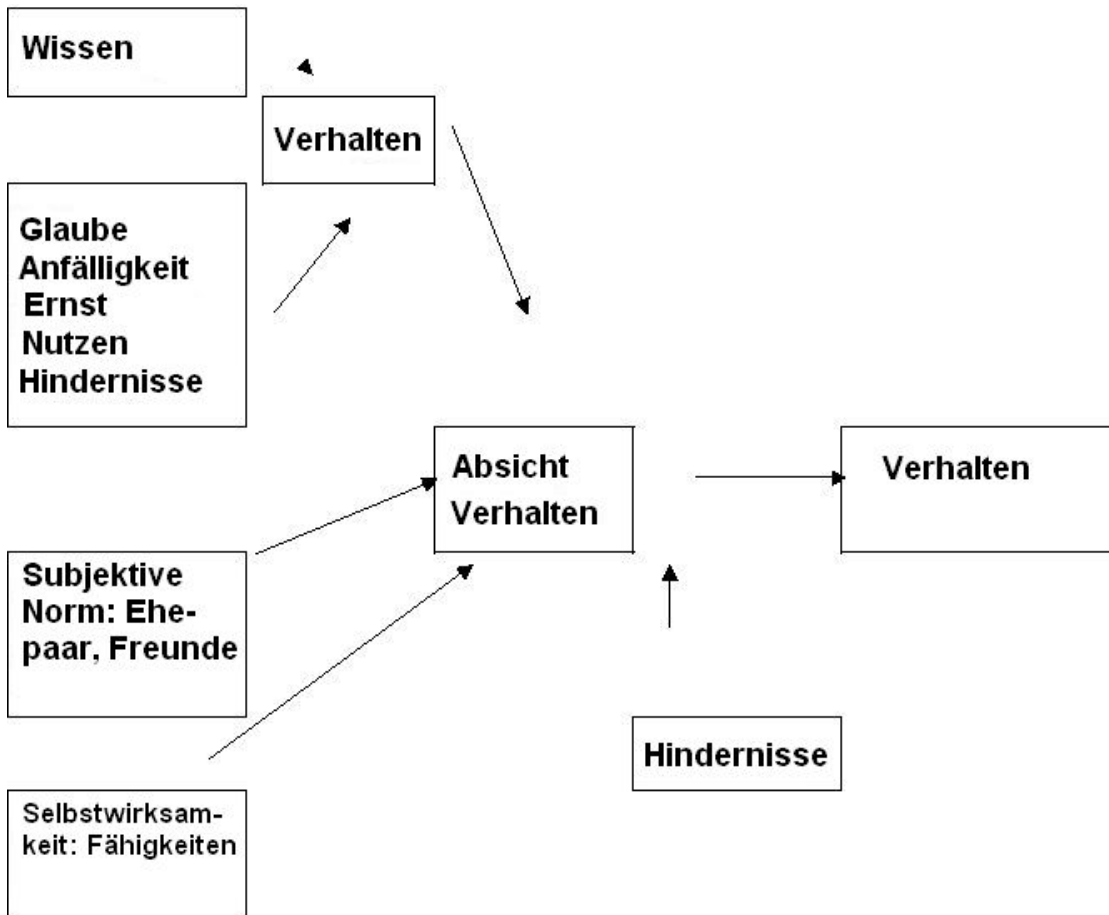 Wissen
Verhalten
Glaube
Anfälligkeit
Ernst
Nutzen
Hindernisse
Absicht
Verhalten
Verhalten
Subjektive
Norm: Ehe-
paar, Freunde
Hindernisse
Selbstwirksam-
keit: Fähigkeiten